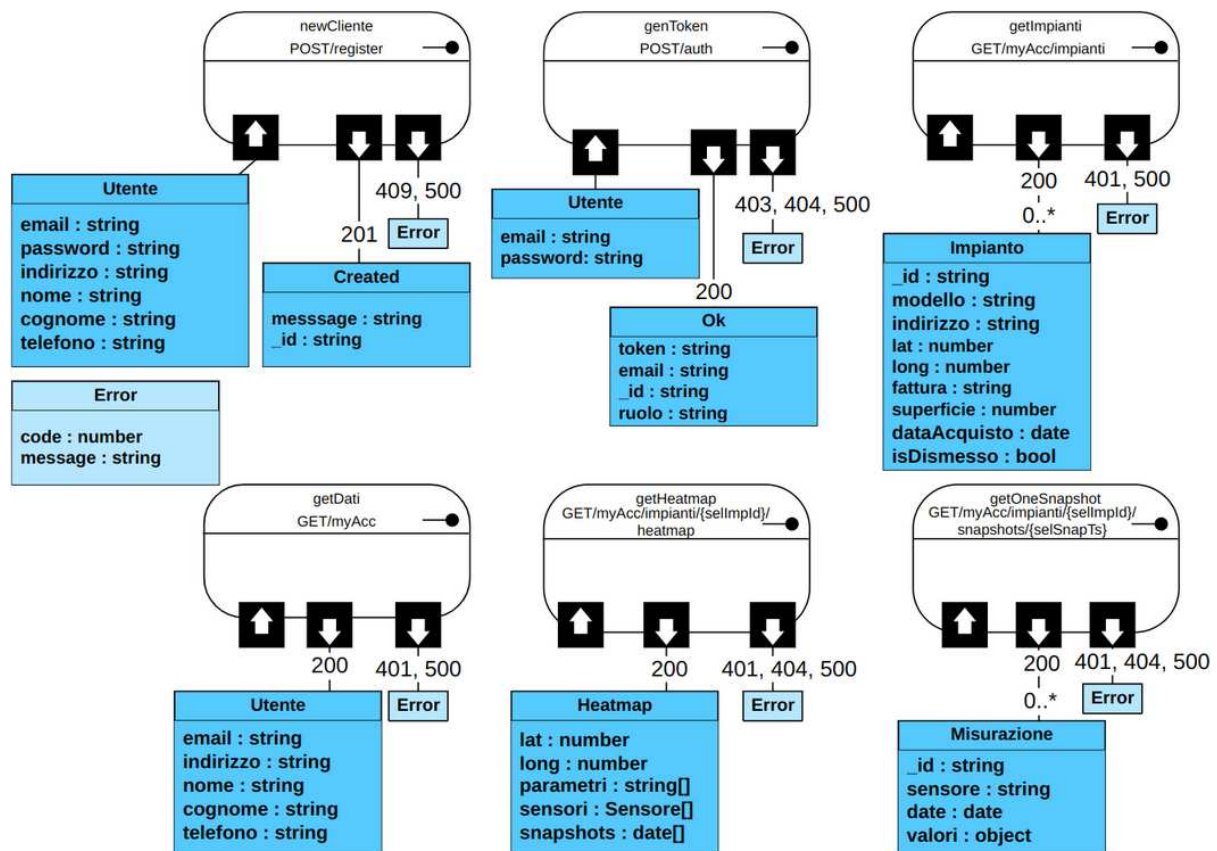 newCliente
POST/register
409, 500
Error
201
Utente
email : string
password : string
indirizzo : string
nome : string
cognome : string
telefono : string
Created
messsage : string
_id : string
Error
code : number
message : string
genToken
POST/auth
Utente
email : string
password: string
403, 404, 500
Error
200
Ok
token : string
email : string
_id : string
ruolo : string
getImpianti
GET/myAcc/impianti
200
0..*
401, 500
Error
Impianto
_id : string
modello : string
indirizzo : string
lat : number
long : number
fattura : string
superficie : number
dataAcquisto : date
isDismesso : bool
getDati
GET/myAcc
200
401, 500
Error
Utente
email : string
indirizzo : string
nome : string
cognome : string
telefono : string
getHeatmap
GET/myAcc/impianti/{selImpId}/
heatmap
200
401, 404, 500
Error
Heatmap
lat : number
long : number
parametri : string[]
sensori : Sensore[]
snapshots : date[]
getOneSnapshot
GET/myAcc/impianti/{selImpId}/
snapshots/{selSnapTs}
200
0..*
401, 404, 500
Error
Misurazione
_id : string
sensore : string
date : date
valori : object